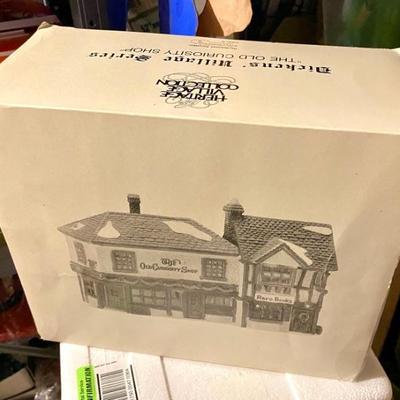 HERITAGE
VILLAGE
COLLECTION
Dickens' Village Series
"THE OLD CURIOSITY SHOP"
THE
OLD CURIOSITY SHOP
Rare Books